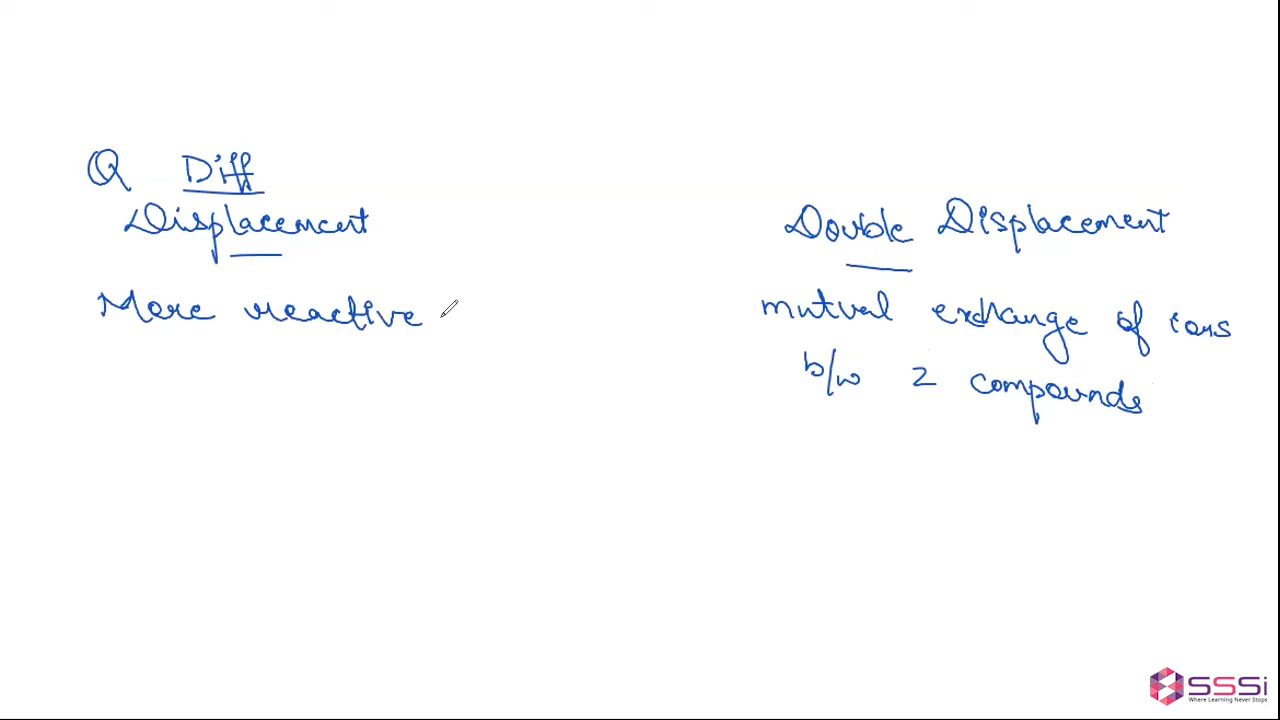 Q Diff
Displacement
More reactive
Double Displacement
mutual exchange of ions
b/w 2 compounds
SSSi
Where Learning Never Stops